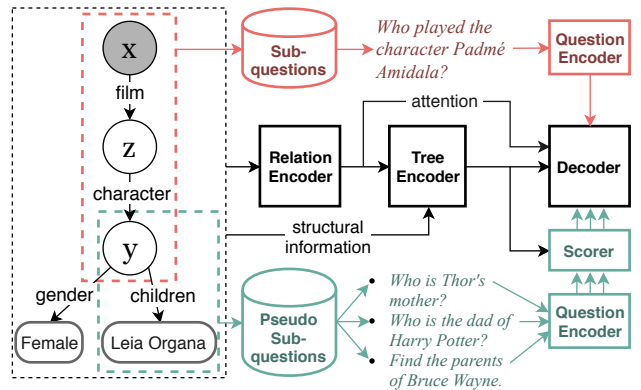 x
film
z
character
y
gender
children
Female
Leia Organa
Sub-
questions
Who played the
character Padmé
Amidala?
Question
Encoder
attention
Relation
Encoder
Tree
Encoder
Decoder
structural
information
Scorer
Pseudo
Sub-
questions
• Who is Thor's
mother?
• Who is the dad of
Harry Potter?
• Find the parents
of Bruce Wayne.
Question
Encoder